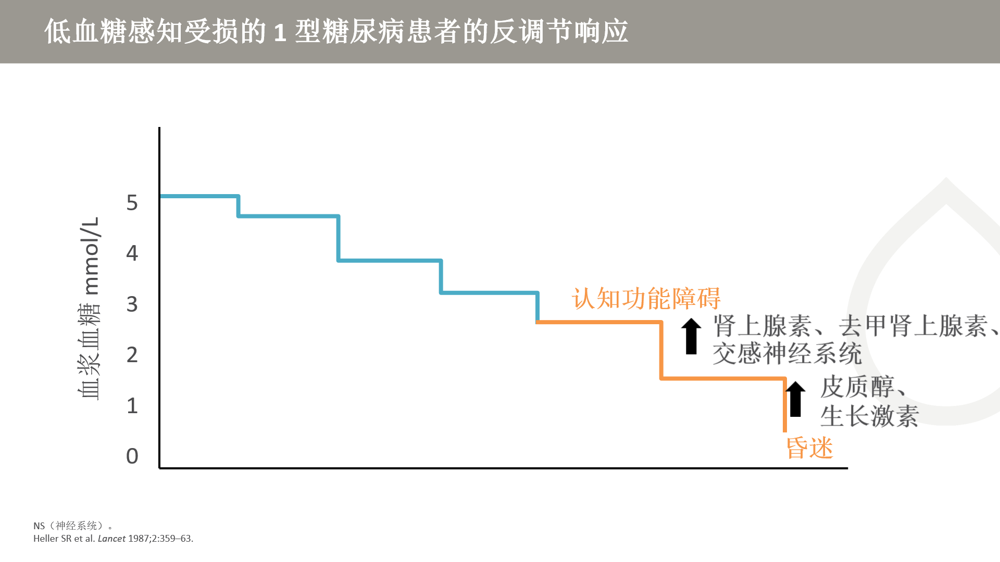 低血糖感知受损的 1 型糖尿病患者的反调节响应
血浆血糖 mmol/L
5
4
3
2
1
0
认知功能障碍
肾上腺素、去甲肾上腺素、
交感神经系统
皮质醇、
生长激素
昏迷
NS（神经系统）。
Heller SR et al. Lancet 1987;2:359–63.